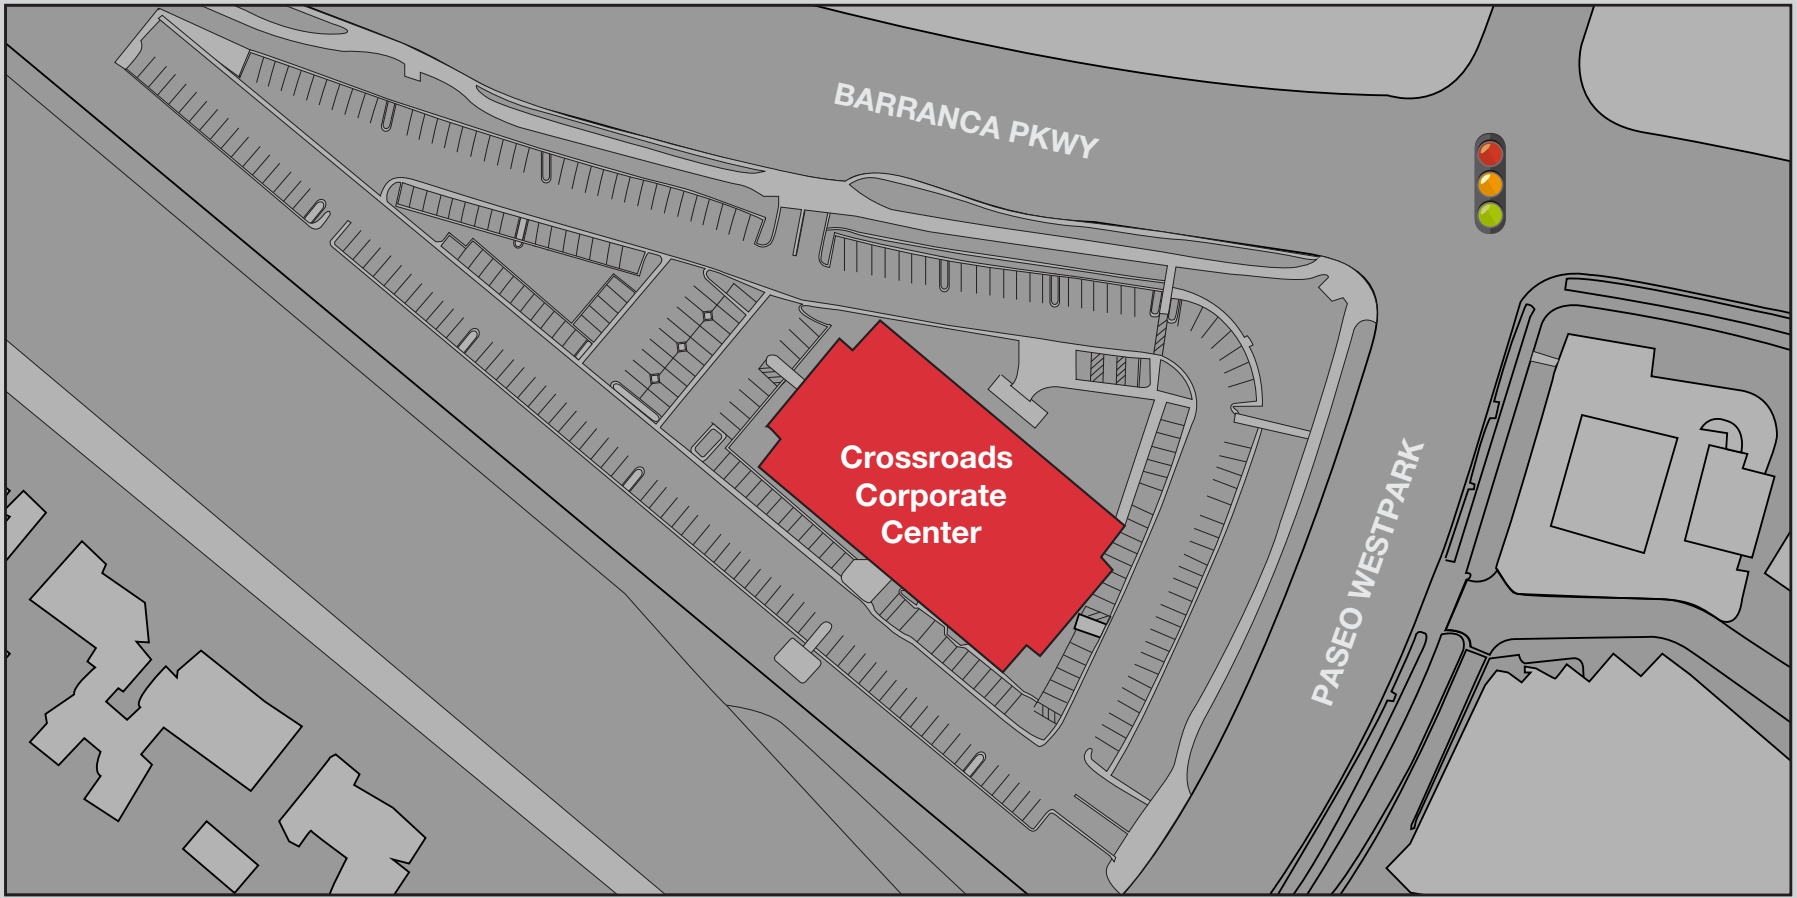 BARRANCA PKWY
Crossroads
Corporate
Center
PASEO WESTPARK